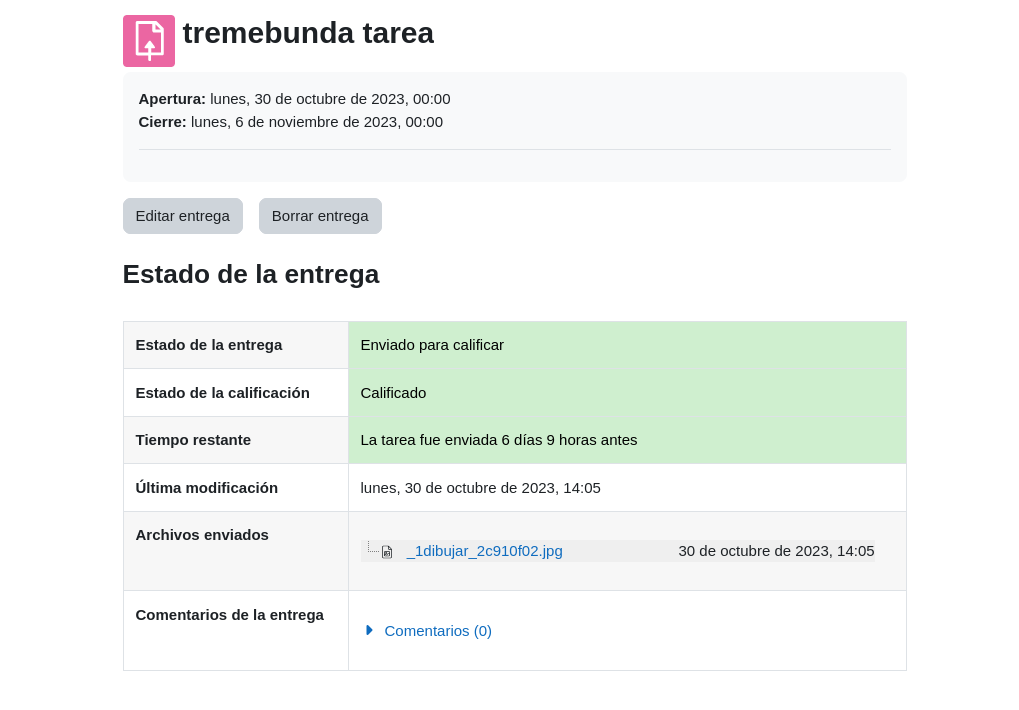 tremebunda tarea
Apertura: lunes, 30 de octubre de 2023, 00:00
Cierre: lunes, 6 de noviembre de 2023, 00:00
Editar entrega Borrar entrega
Estado de la entrega
Estado de la entrega Enviado para calificar
Estado de la calificación Calificado
Tiempo restante La tarea fue enviada 6 días 9 horas antes
Última modificación lunes, 30 de octubre de 2023, 14:05
Archivos enviados _1dibujar_2c910f02.jpg 30 de octubre de 2023, 14:05
Comentarios de la entrega Comentarios (0)